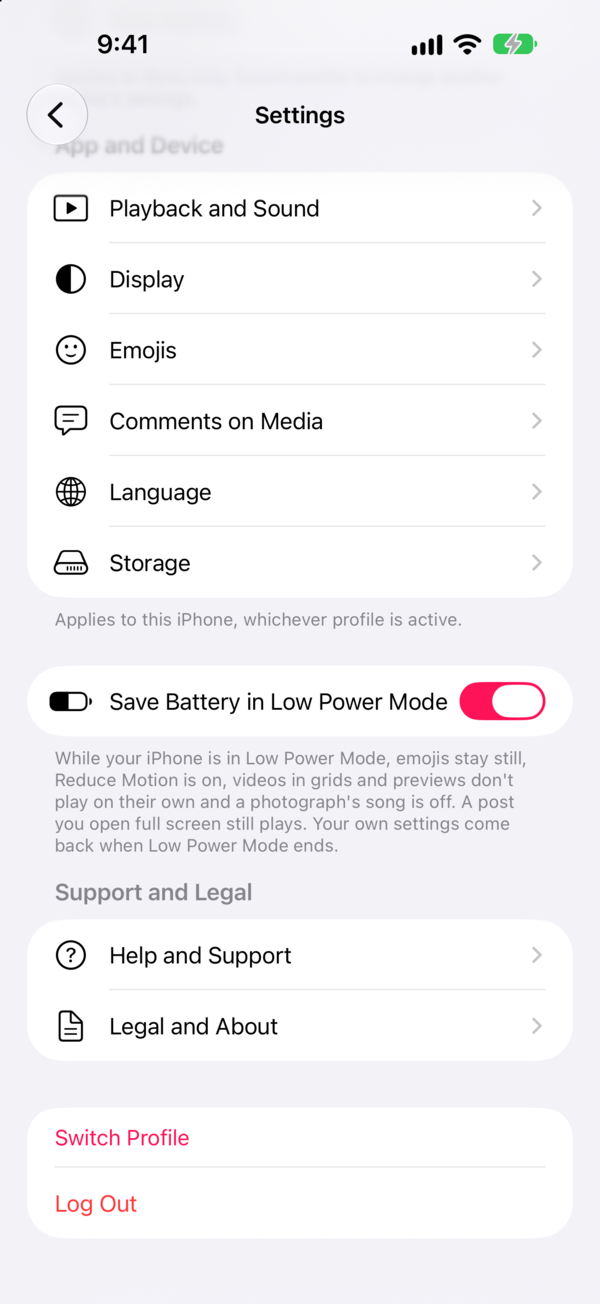 9:41
Settings
App and Device
Playback and Sound
Display
Emojis
Comments on Media
Language
Storage
Applies to this iPhone, whichever profile is active.
Save Battery in Low Power Mode
While your iPhone is in Low Power Mode, emojis stay still,
Reduce Motion is on, videos in grids and previews don't
play on their own and a photograph's song is off. A post
you open full screen still plays. Your own settings come
back when Low Power Mode ends.
Support and Legal
Help and Support
Legal and About
Switch Profile
Log Out